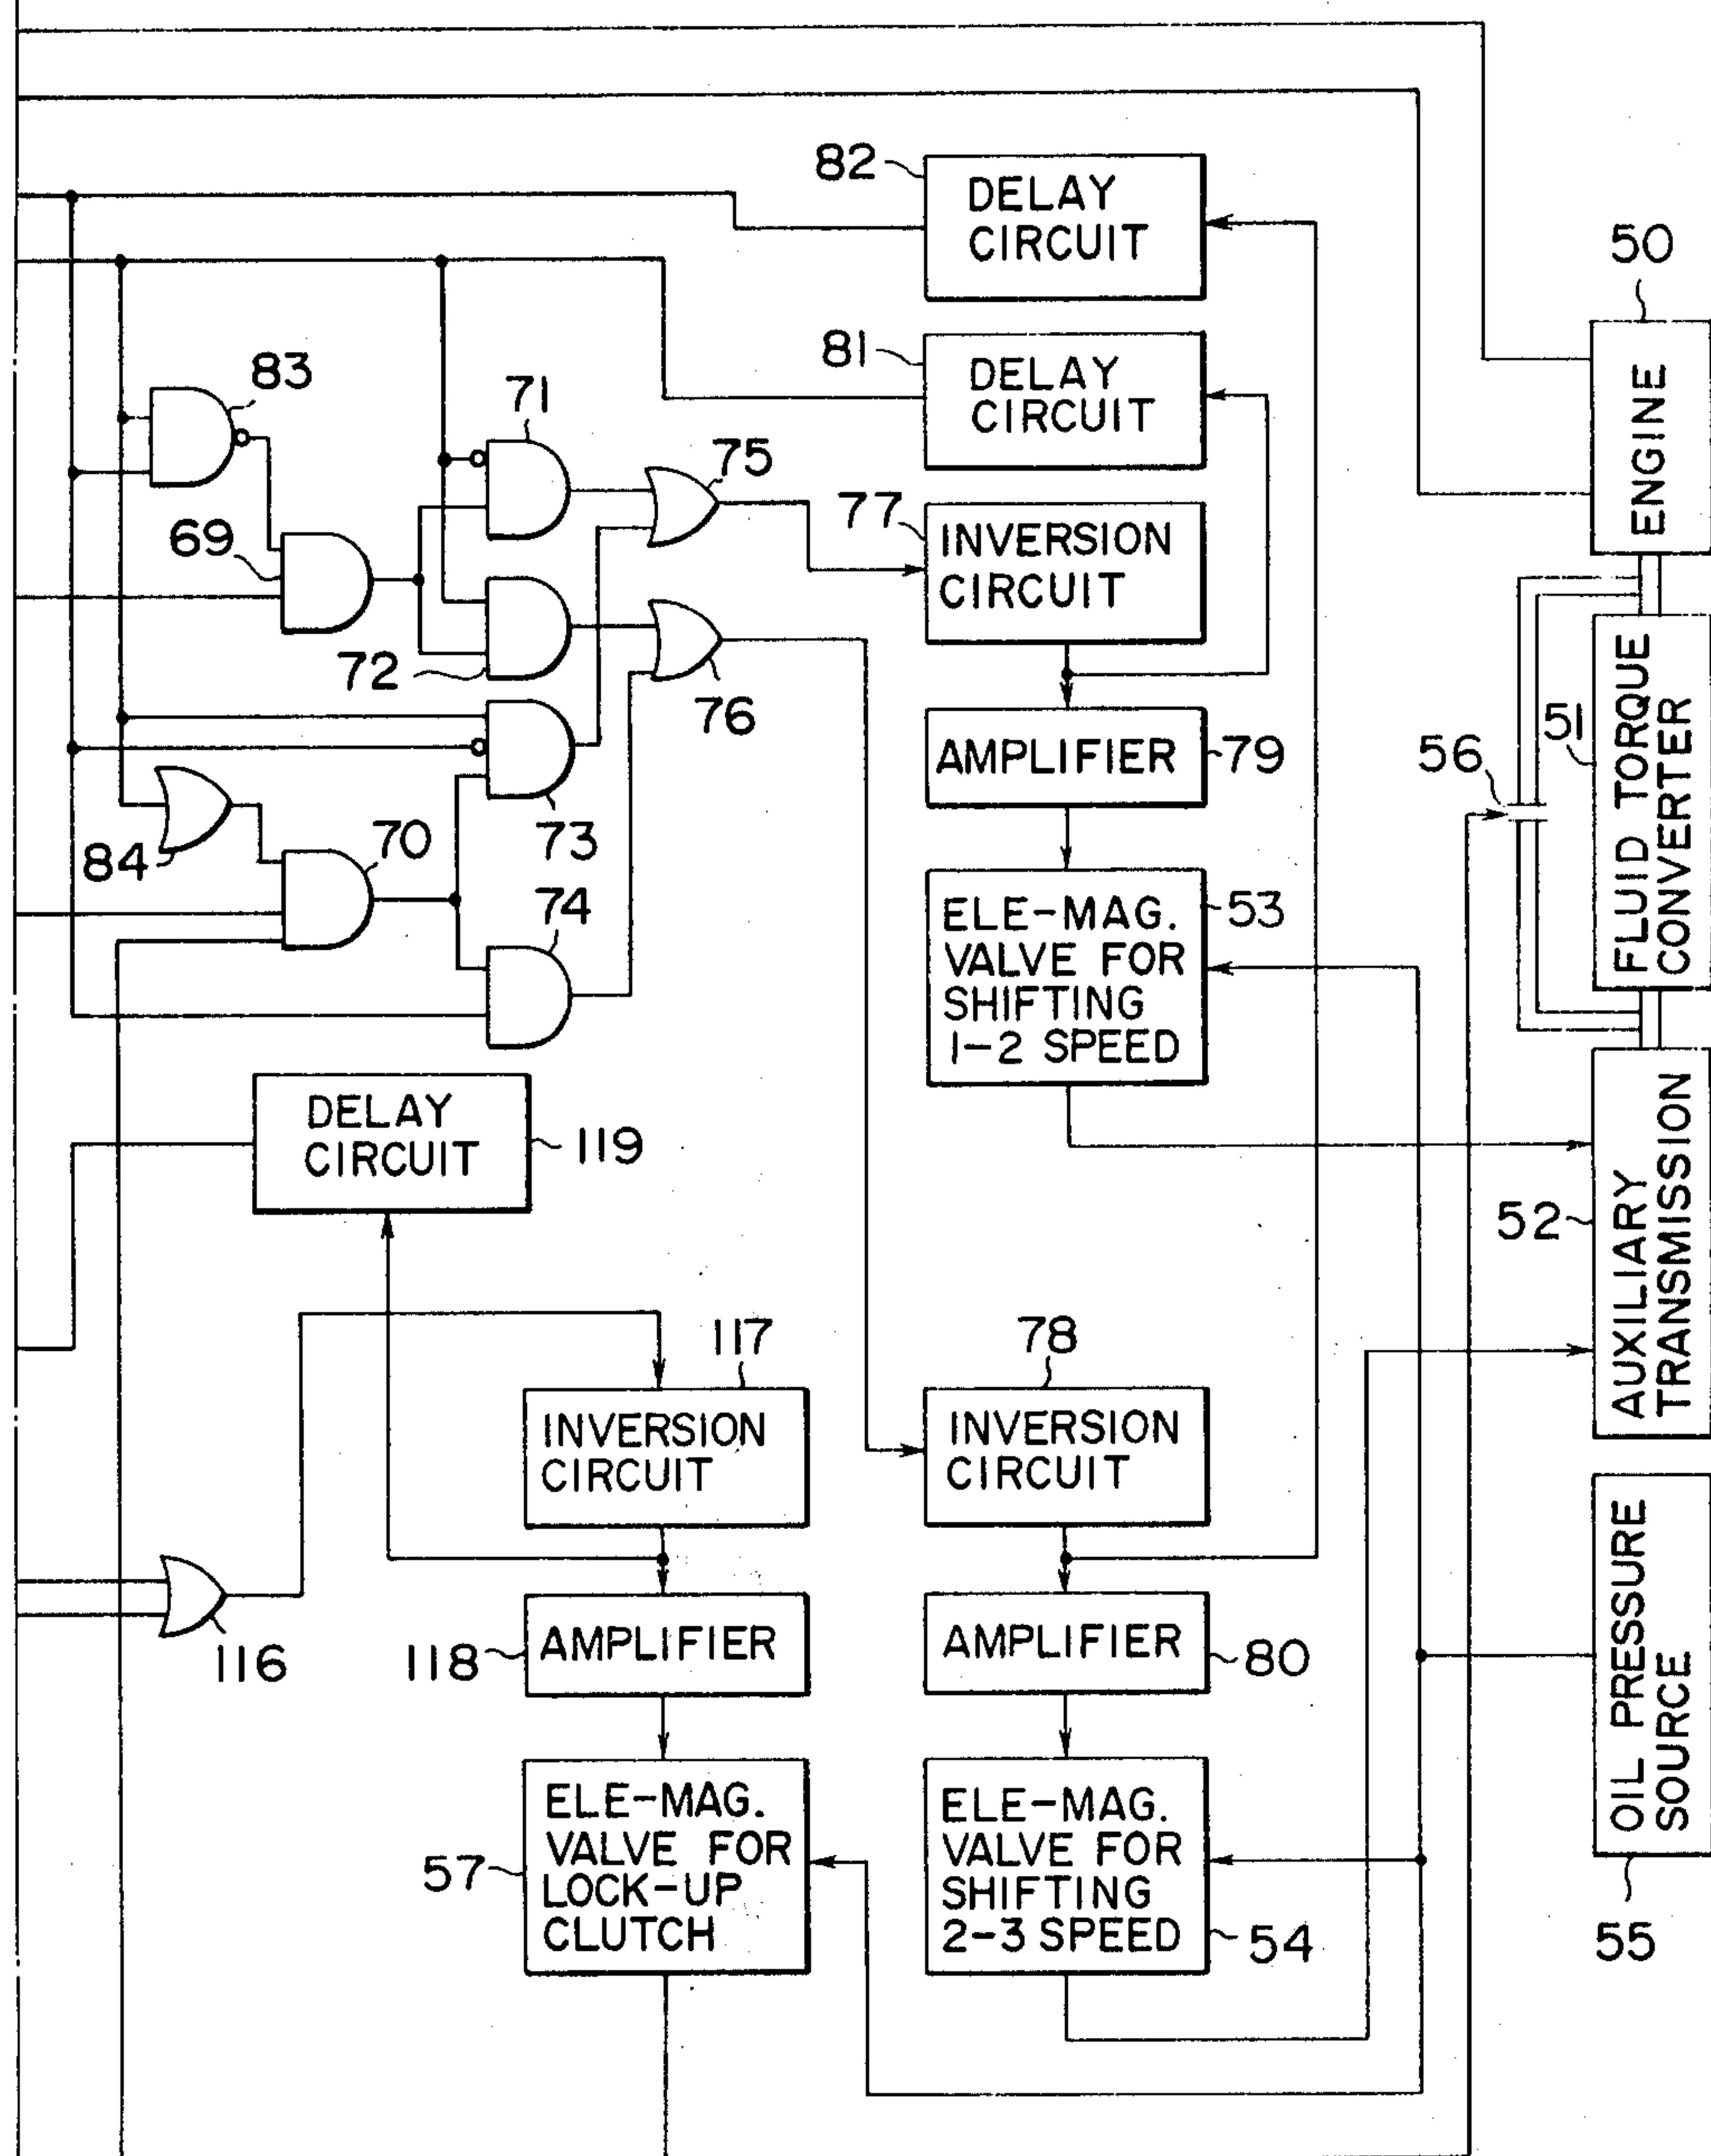 82
DELAY
CIRCUIT
50
81
DELAY
CIRCUIT
ENGINE
83
71
75
77
INVERSION
CIRCUIT
69
72
76
51
FLUID TORQUE
CONVERTER
AMPLIFIER
79
56
73
84
70
74
ELE-MAG.
VALVE FOR
SHIFTING
1-2 SPEED
53
DELAY
CIRCUIT
119
52
AUXILIARY
TRANSMISSION
117
78
INVERSION
CIRCUIT
INVERSION
CIRCUIT
116
118
AMPLIFIER
AMPLIFIER
80
OIL PRESSURE
SOURCE
57
ELE-MAG.
VALVE FOR
LOCK-UP
CLUTCH
ELE-MAG.
VALVE FOR
SHIFTING
2-3 SPEED
54
55